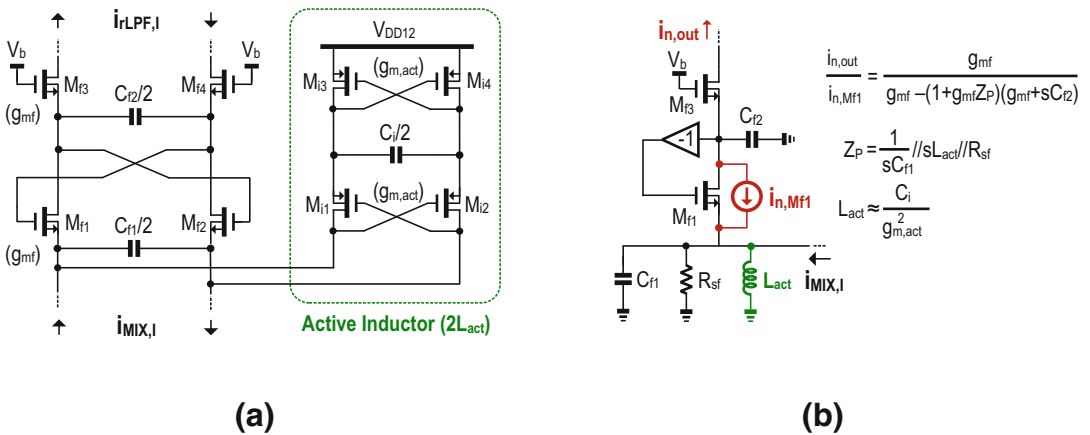 i_rLPF,I
V_b
V_b
M_f3
M_f4
(g_mf)
C_f2/2
M_f1
M_f2
(g_mf)
C_f1/2
i_MIX,I
V_DD12
(g_m,act)
M_i3
M_i4
C_i/2
(g_m,act)
M_i1
M_i2
Active Inductor (2L_act)
(a)
i_n,out
V_b
M_f3
C_f2
-1
i_n,Mf1
M_f1
C_f1
R_sf
L_act
i_MIX,I
i_n,out / i_n,Mf1 = g_mf / g_mf −(1+g_mf Z_P)(g_mf+sC_f2)
Z_P = 1 / sC_f1 //sL_act//R_sf
L_act ≈ C_i / g_m,act^2
(b)